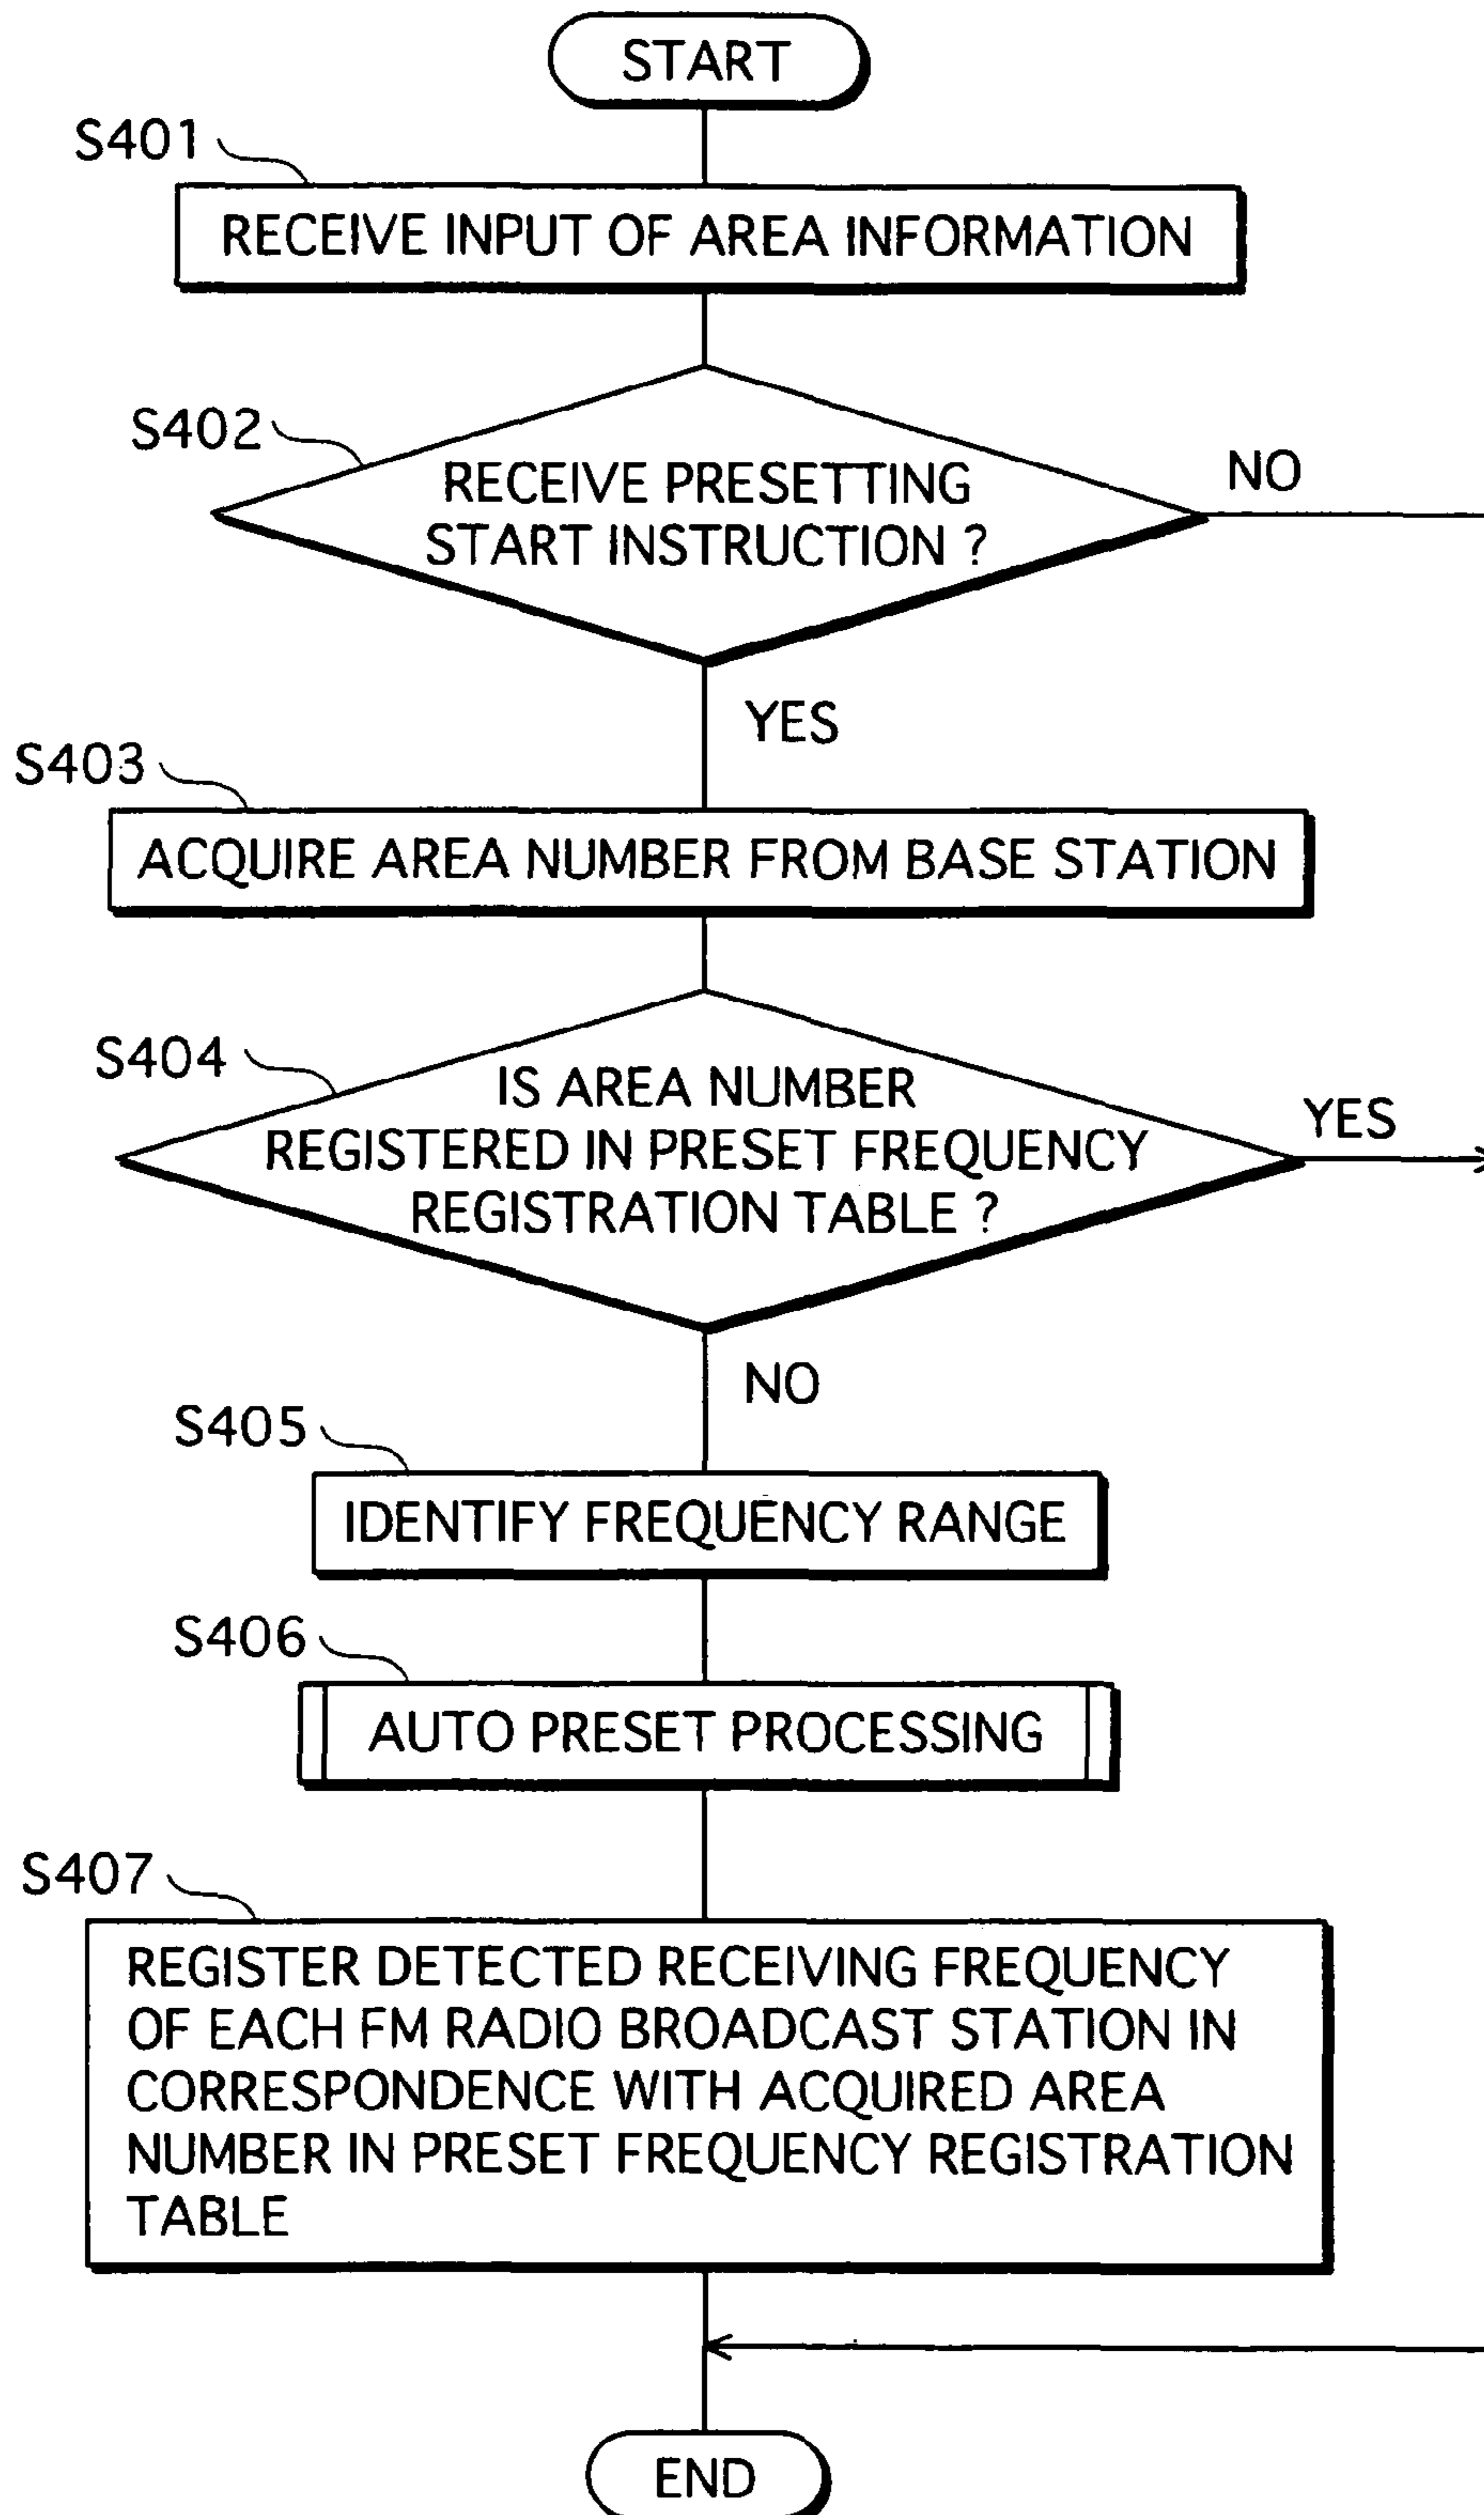 START
S401
RECEIVE INPUT OF AREA INFORMATION
S402
RECEIVE PRESETTING
START INSTRUCTION ?
NO
YES
S403
ACQUIRE AREA NUMBER FROM BASE STATION
S404
IS AREA NUMBER
REGISTERED IN PRESET FREQUENCY
REGISTRATION TABLE ?
YES
NO
S405
IDENTIFY FREQUENCY RANGE
S406
AUTO PRESET PROCESSING
S407
REGISTER DETECTED RECEIVING FREQUENCY
OF EACH FM RADIO BROADCAST STATION IN
CORRESPONDENCE WITH ACQUIRED AREA
NUMBER IN PRESET FREQUENCY REGISTRATION
TABLE
END